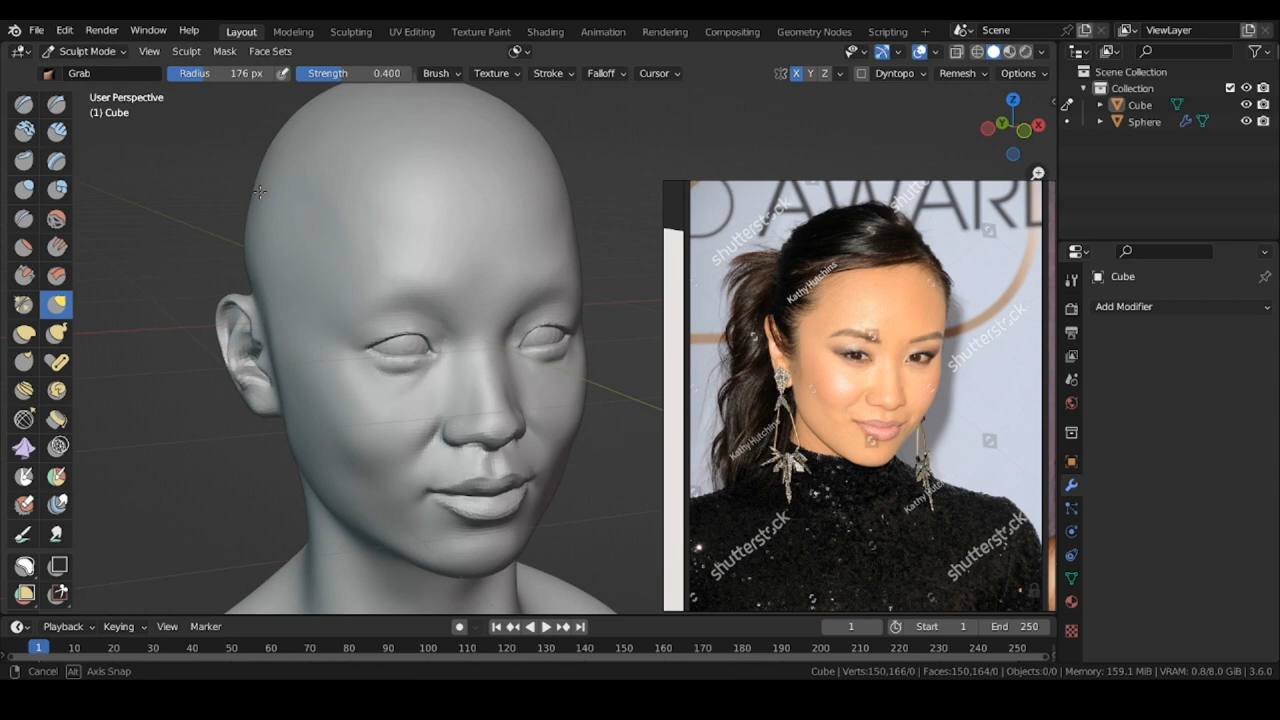 File Edit Render Window Help Layout Modeling Sculpting UV Editing Texture Paint Shading Animation Rendering Compositing Geometry Nodes Scripting + Scene ViewLayer
Sculpt Mode View Sculpt Mask Face Sets
Grab Radius 176 px Strength 0.400 Brush Texture Stroke Falloff Cursor X Y Z Dyntopo Remesh Options
Scene Collection
Collection
Cube
Sphere
User Perspective
(1) Cube
Z
Y
X
AWARD
shutterstock
shutterstock
KathyHutchins
shutterstock
KathyHutchins
KathyHutchins
shutterstock
shutterstock
Cube
Add Modifier
Playback Keying View Marker 1 Start 1 End 250
1 10 20 30 40 50 60 70 80 90 100 110 120 130 140 150 160 170 180 190 200 210 220 230 240 250
Cancel Alt Axis Snap Cube | Verts:150,166/0 | Faces:150,164/0 | Objects:0/0 | Memory: 159.1 MiB | VRAM: 0.8/8.0 GiB | 3.6.0